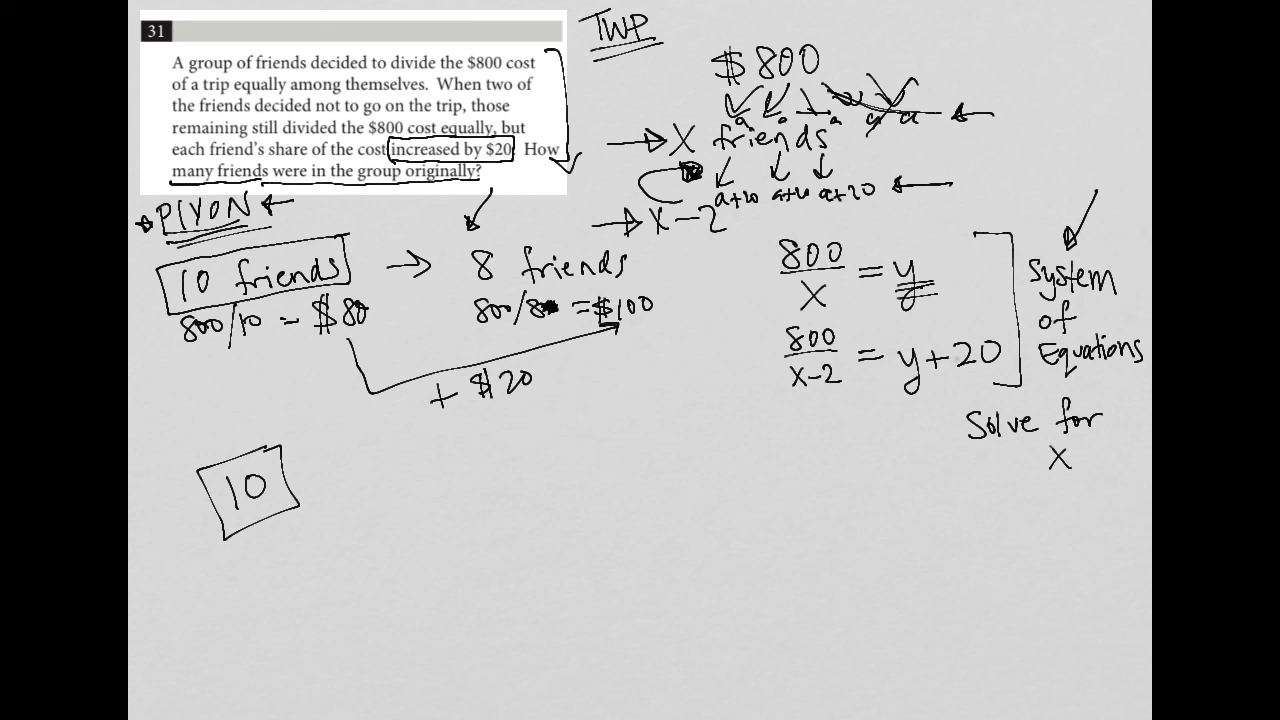 31
A group of friends decided to divide the $800 cost
of a trip equally among themselves. When two of
the friends decided not to go on the trip, those
remaining still divided the $800 cost equally, but
each friend's share of the cost increased by $20. How
many friends were in the group originally?
TWP
$800
a a a a a
X friends
a+20 a+20 a+20
X-2
PIYON
10 friends → 8 friends
800/10 = $80
800/8 = $100
+ $20
10
800/X = y
800/X-2 = y+20
System
of
Equations
Solve for
X